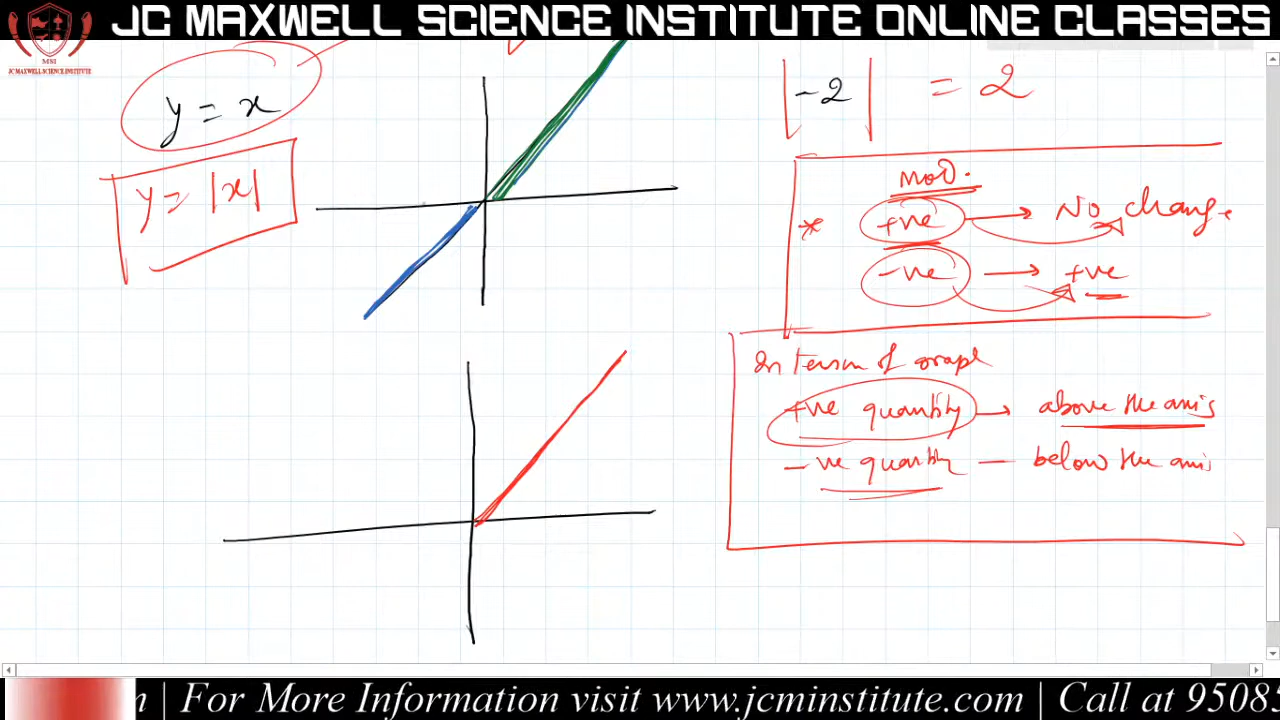 JC MAXWELL SCIENCE INSTITUTE ONLINE CLASSES
MSI
JC MAXWELL SCIENCE INSTITUTE
y = x
y = |x|
|-2| = 2
MOD.
* +ve → No change
-ve → +ve
In term of graph
+ve quantity → above the axis
-ve quantity — below the axis
n | For More Information visit www.jcminstitute.com | Call at 95085